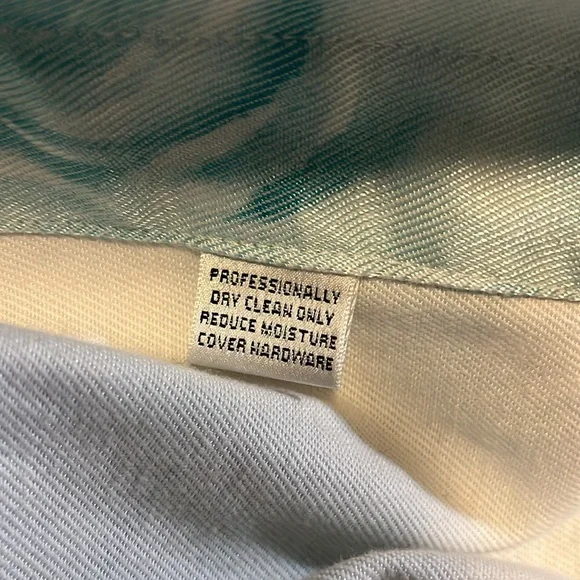 PROFESSIONALLY
DRY CLEAN ONLY
REDUCE MOISTURE
COVER HARDWARE